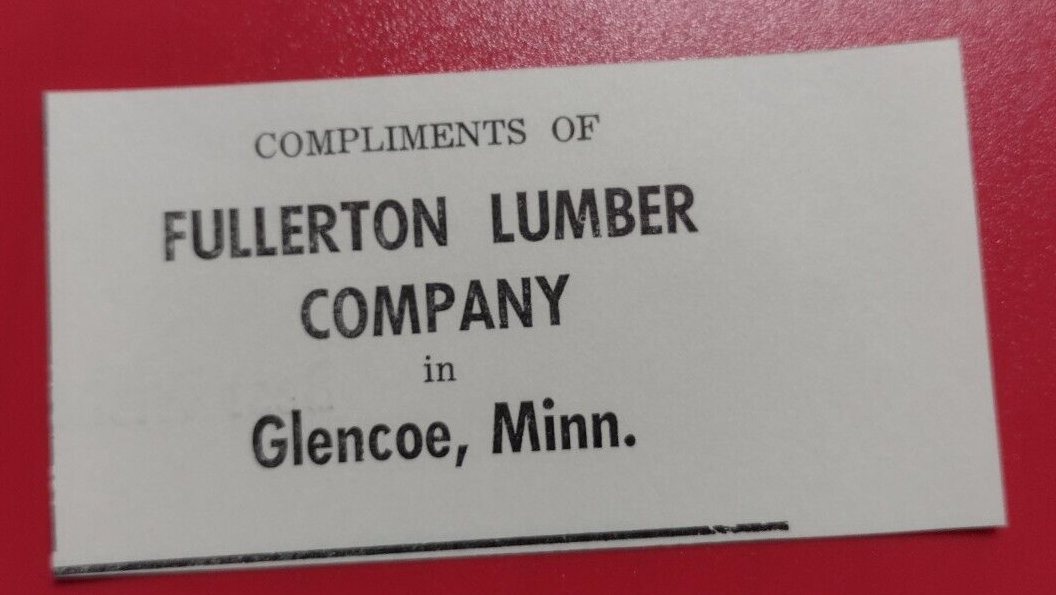 COMPLIMENTS OF
FULLERTON LUMBER
COMPANY
in
Glencoe, Minn.